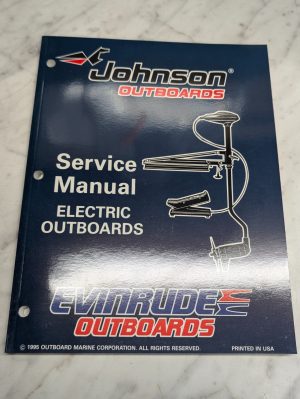 Johnson®
OUTBOARDS
Service
Manual
ELECTRIC
OUTBOARDS
EVINRUDE
OUTBOARDS
© 1995 OUTBOARD MARINE CORPORATION. ALL RIGHTS RESERVED. PRINTED IN USA